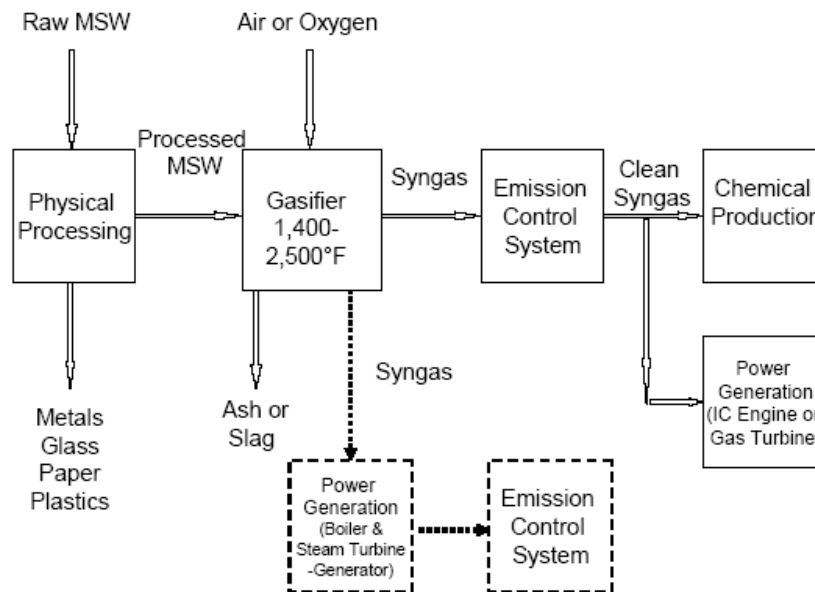 Raw MSW
Air or Oxygen
Processed
MSW
Physical
Processing
Gasifier
1,400-
2,500°F
Syngas
Emission
Control
System
Clean
Syngas
Chemical
Production
Metals
Glass
Paper
Plastics
Ash or
Slag
Syngas
Power
Generation
(IC Engine or
Gas Turbine
Power
Generation
(Boiler &
Steam Turbine
-Generator)
Emission
Control
System